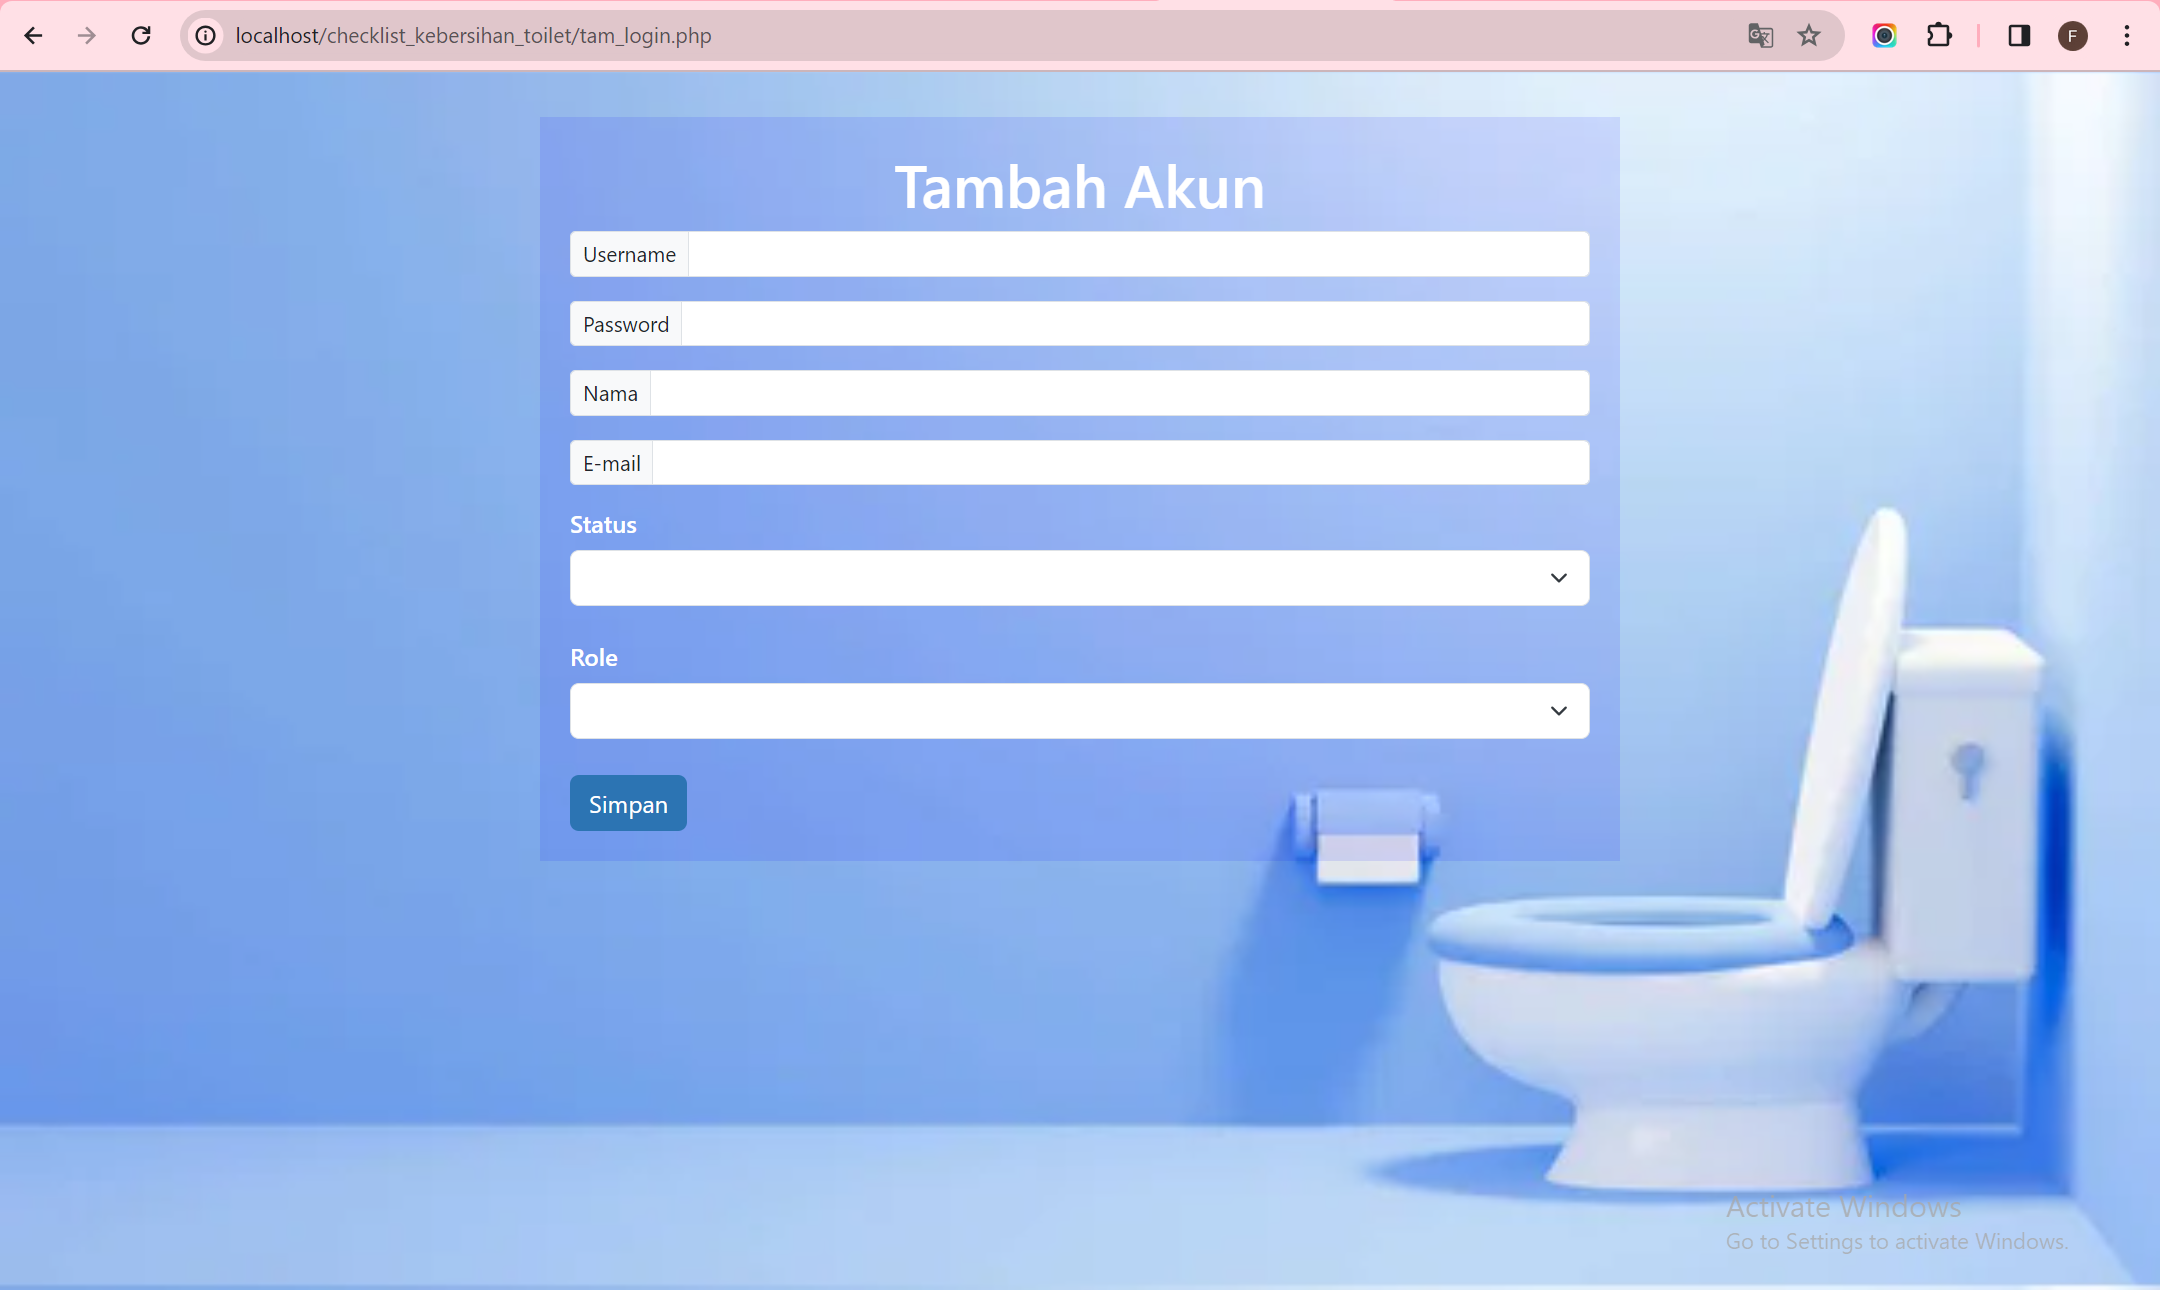 localhost/checklist_kebersihan_toilet/tam_login.php
F
Tambah Akun
Username
Password
Nama
E-mail
Status
Role
Simpan
Activate Windows
Go to Settings to activate Windows.